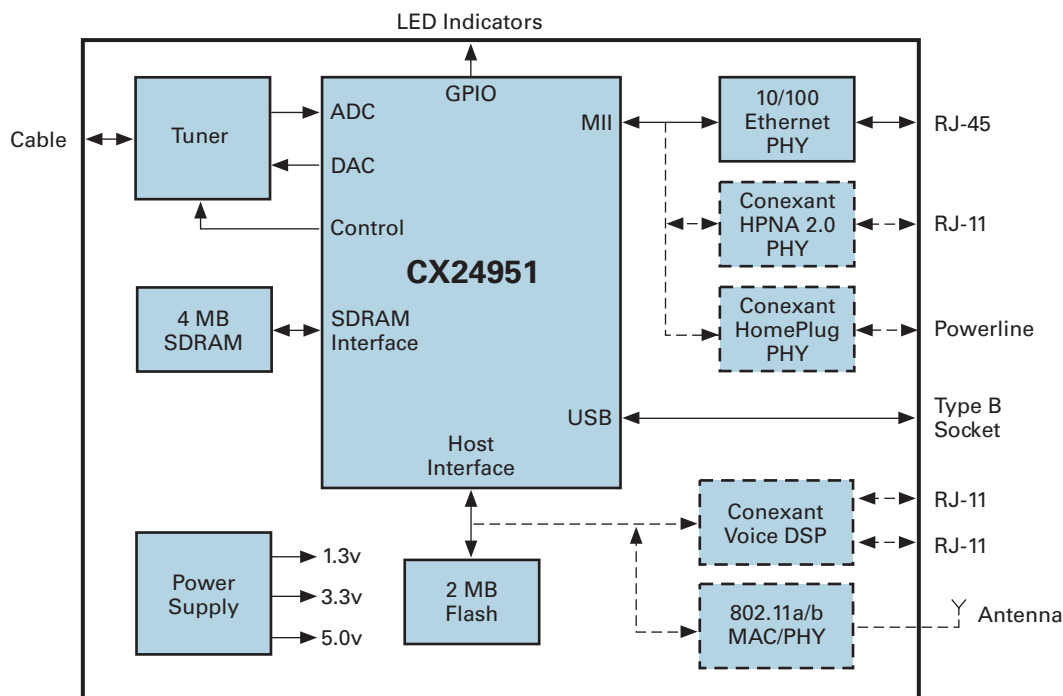 LED Indicators
Cable
Tuner
ADC
DAC
Control
GPIO
MII
CX24951
SDRAM
Interface
4 MB
SDRAM
USB
Host
Interface
10/100
Ethernet
PHY
RJ-45
Conexant
HPNA 2.0
PHY
RJ-11
Conexant
HomePlug
PHY
Powerline
Type B
Socket
Conexant
Voice DSP
RJ-11
RJ-11
802.11a/b
MAC/PHY
Antenna
Power
Supply
1.3v
3.3v
5.0v
2 MB
Flash